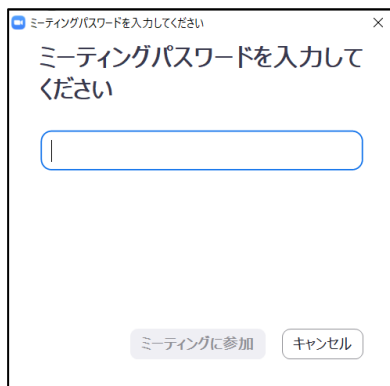 ミーティングパスワードを入力してください
ミーティングパスワードを入力して
ください
ミーティングに参加
キャンセル